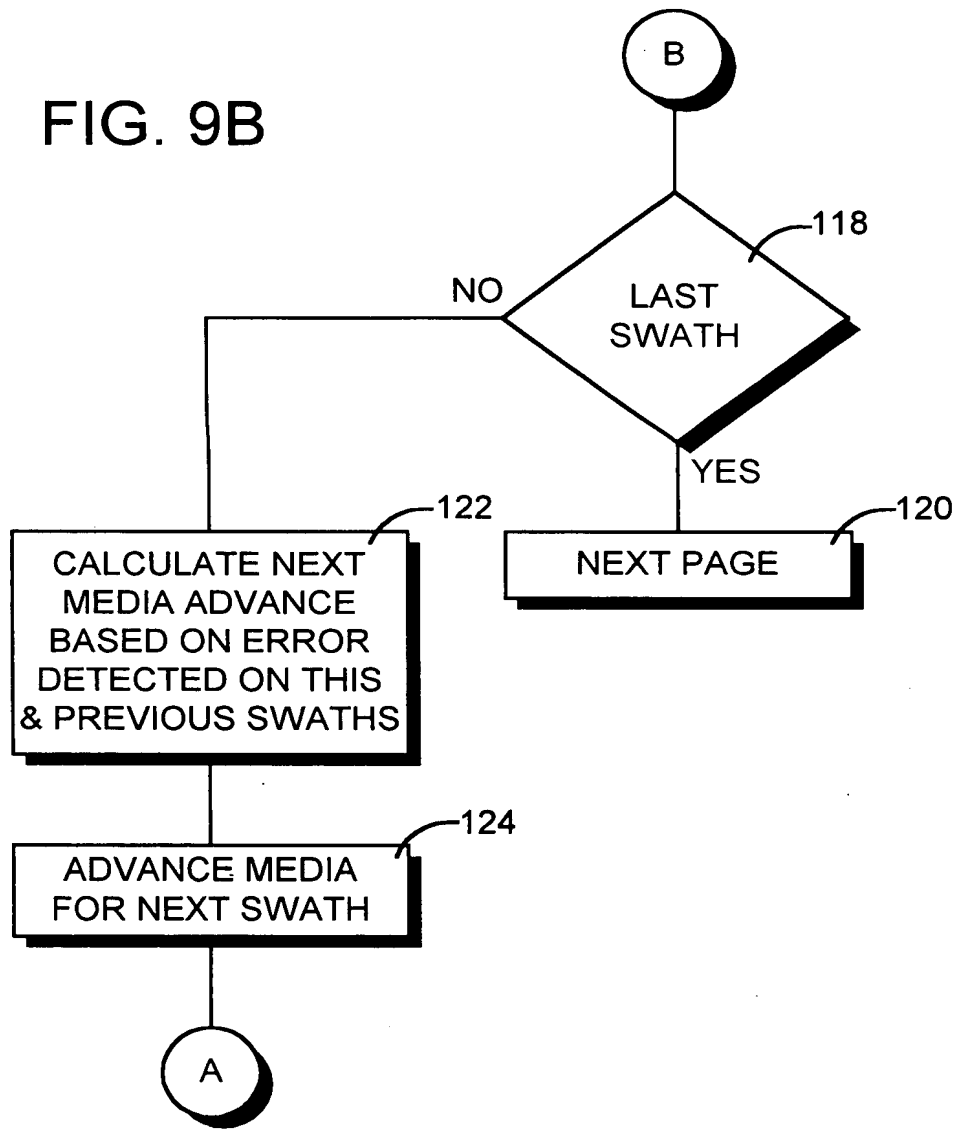 FIG. 9B
B
118
LAST
SWATH
NO
YES
122
120
CALCULATE NEXT
MEDIA ADVANCE
BASED ON ERROR
DETECTED ON THIS
& PREVIOUS SWATHS
NEXT PAGE
124
ADVANCE MEDIA
FOR NEXT SWATH
A